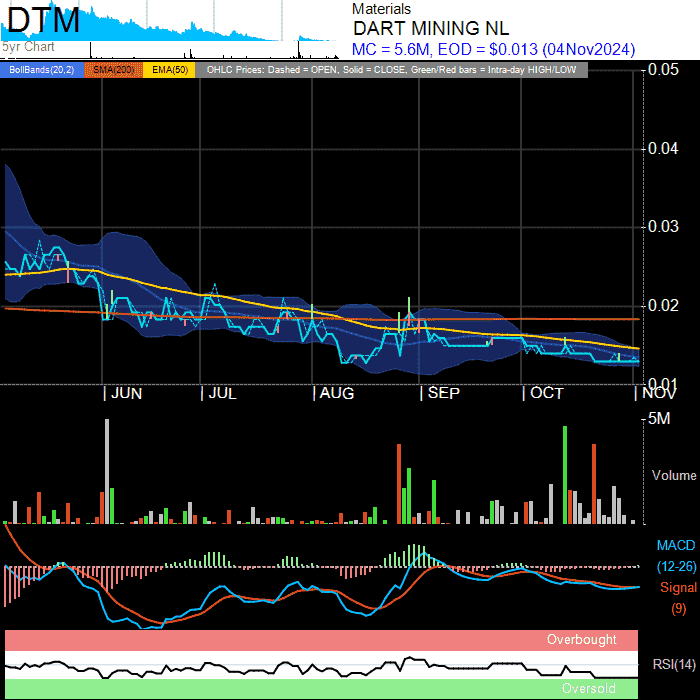 DTM
5yr Chart
Materials
DART MINING NL
MC = 5.6M, EOD = $0.013 (04Nov2024)
BollBands(20,2) SMA(200) EMA(50) OHLC Prices: Dashed = OPEN, Solid = CLOSE, Green/Red bars = Intra-day HIGH/LOW
0.05
0.04
0.03
0.02
0.01
JUN JUL AUG SEP OCT NOV
5M
Volume
MACD
(12-26)
Signal
(9)
Overbought
RSI(14)
Oversold